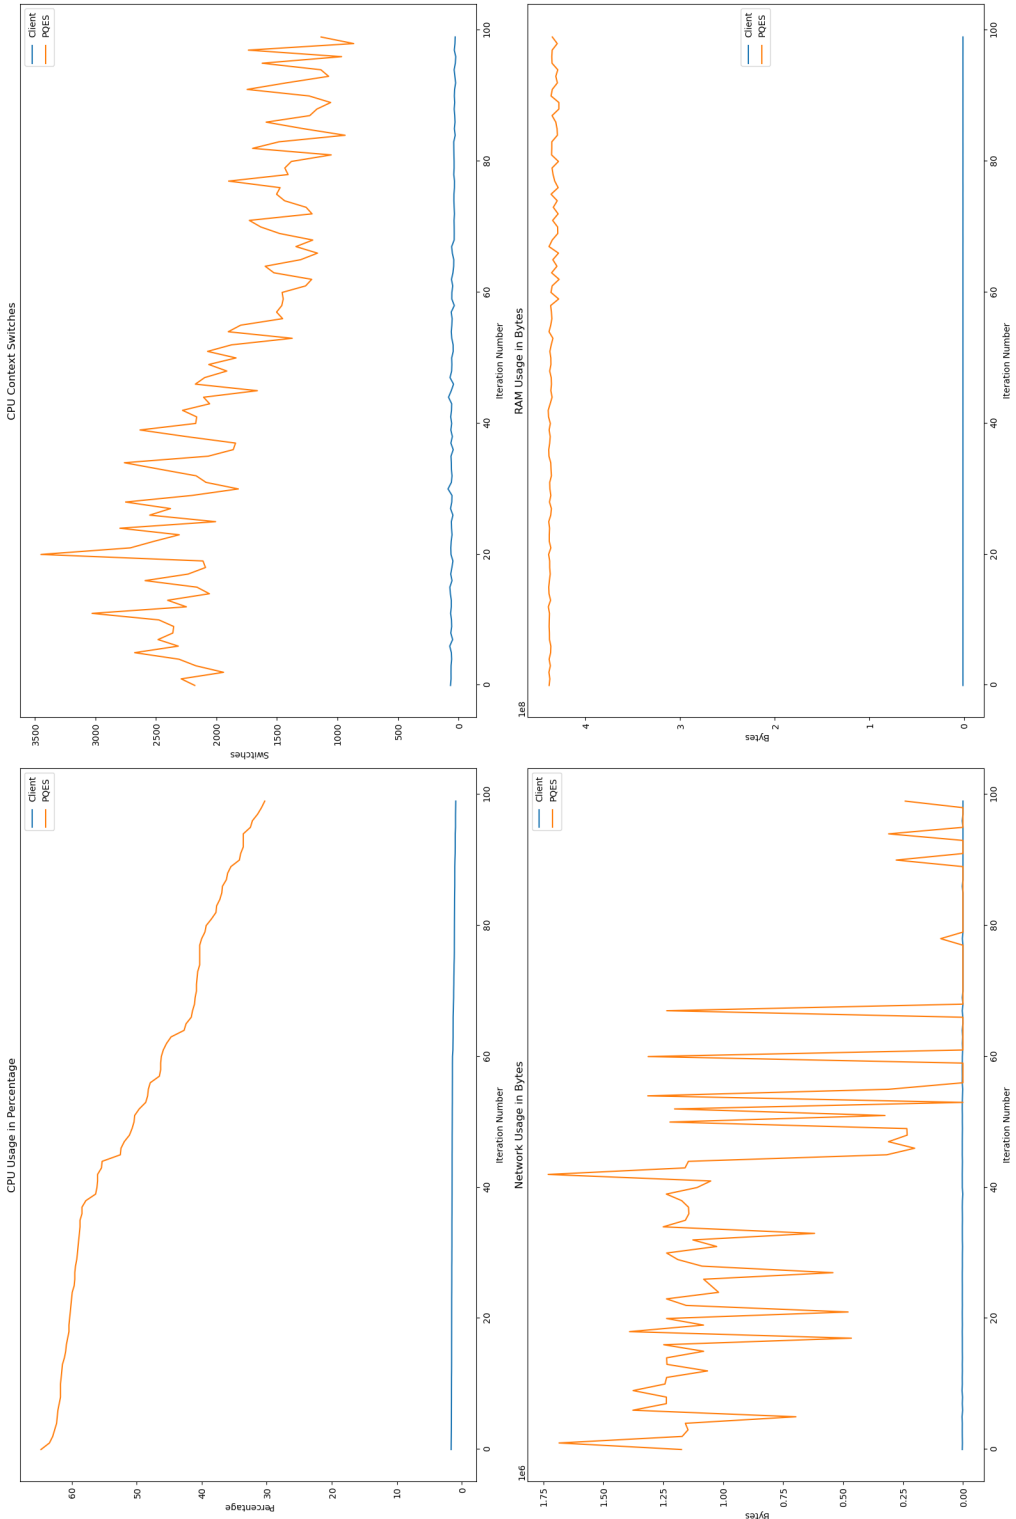 CPU Usage in Percentage
Client
PQES
60
50
40
30
20
10
0
Percentage
0
20
40
60
80
100
Iteration Number
CPU Context Switches
Client
PQES
3500
3000
2500
2000
1500
1000
500
0
Switches
0
20
40
60
80
100
Iteration Number
Network Usage in Bytes
1e6
Client
PQES
1.75
1.50
1.25
1.00
0.75
0.50
0.25
0.00
Bytes
0
20
40
60
80
100
Iteration Number
RAM Usage in Bytes
1e8
Client
PQES
4
3
2
1
0
Bytes
0
20
40
60
80
100
Iteration Number